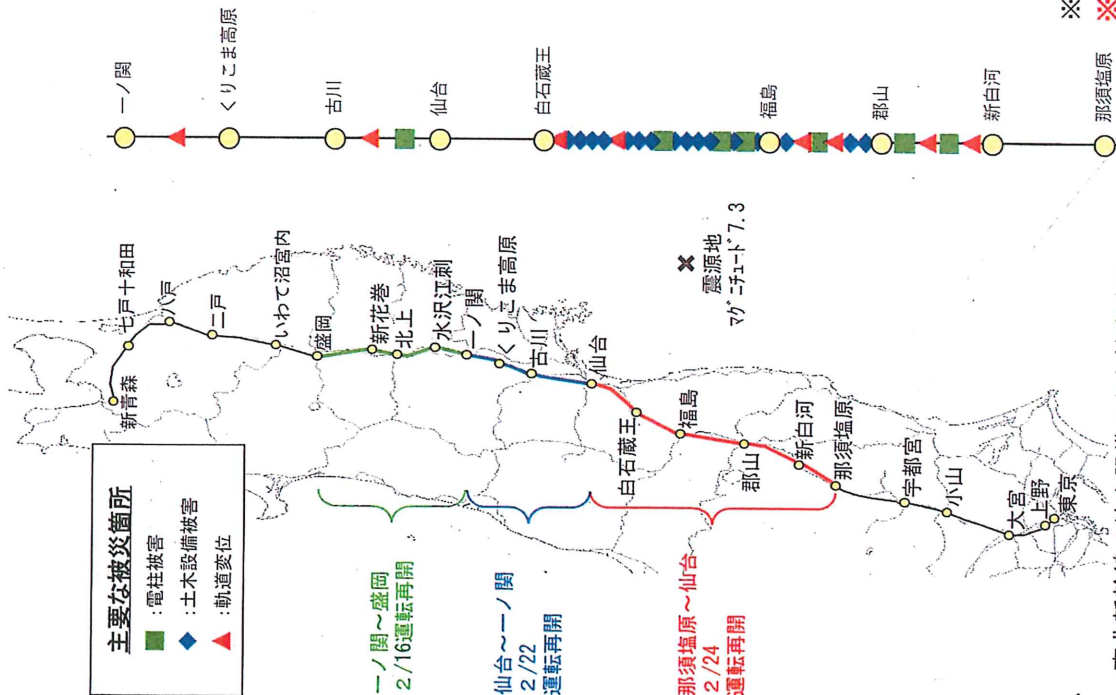 主要な被災箇所
:電柱被害
:土木設備被害
:軌道変位
一ノ関~盛岡
2/16運転再開
仙台~一ノ関
2/22
運転再開
那須塩原~仙台
2/24
運転再開
新青森
七戸十和田
八戸
二戸
いわて沼宮内
盛岡
新花巻
北上
水沢江刺
一ノ関
くりこま高原
古川
仙台
白石蔵王
福島
郡山
新白河
那須塩原
宇都宮
小山
大宮
上野
東京
×
震源地
マグニチュード7.3
一ノ関
くりこま高原
古川
仙台
白石蔵王
福島
郡山
新白河
那須塩原
※
※